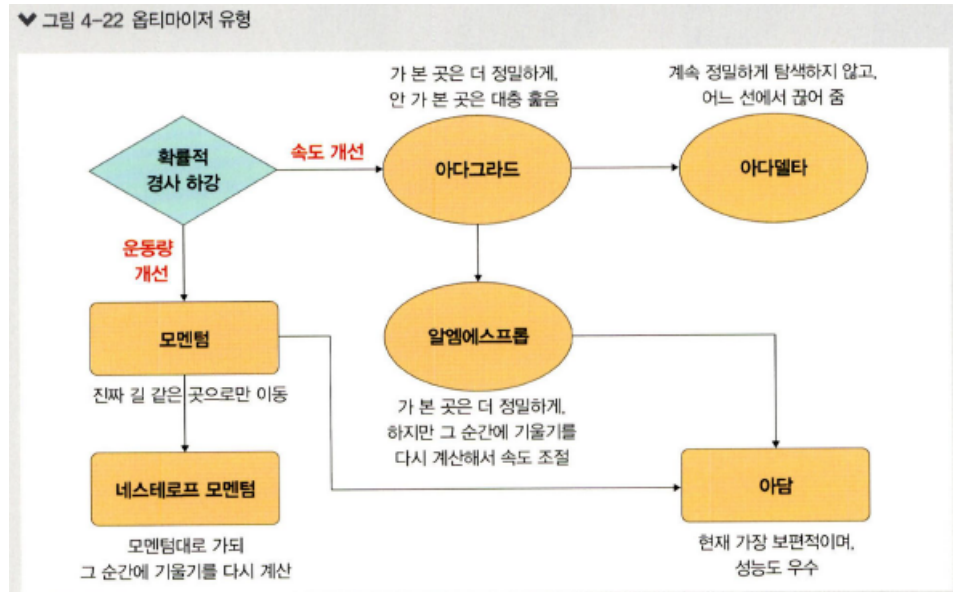 그림 4-22 옵티마이저 유형
가 본 곳은 더 정밀하게,
안 가 본 곳은 대충 훑음
계속 정밀하게 탐색하지 않고,
어느 선에서 끊어 줌
확률적
경사 하강
속도 개선
아다그라드
아다델타
운동량
개선
모멘텀
진짜 길 같은 곳으로만 이동
알엠에스프롭
가 본 곳은 더 정밀하게,
하지만 그 순간에 기울기를
다시 계산해서 속도 조절
네스테로프 모멘텀
모멘텀대로 가되
그 순간에 기울기를 다시 계산
아담
현재 가장 보편적이며,
성능도 우수